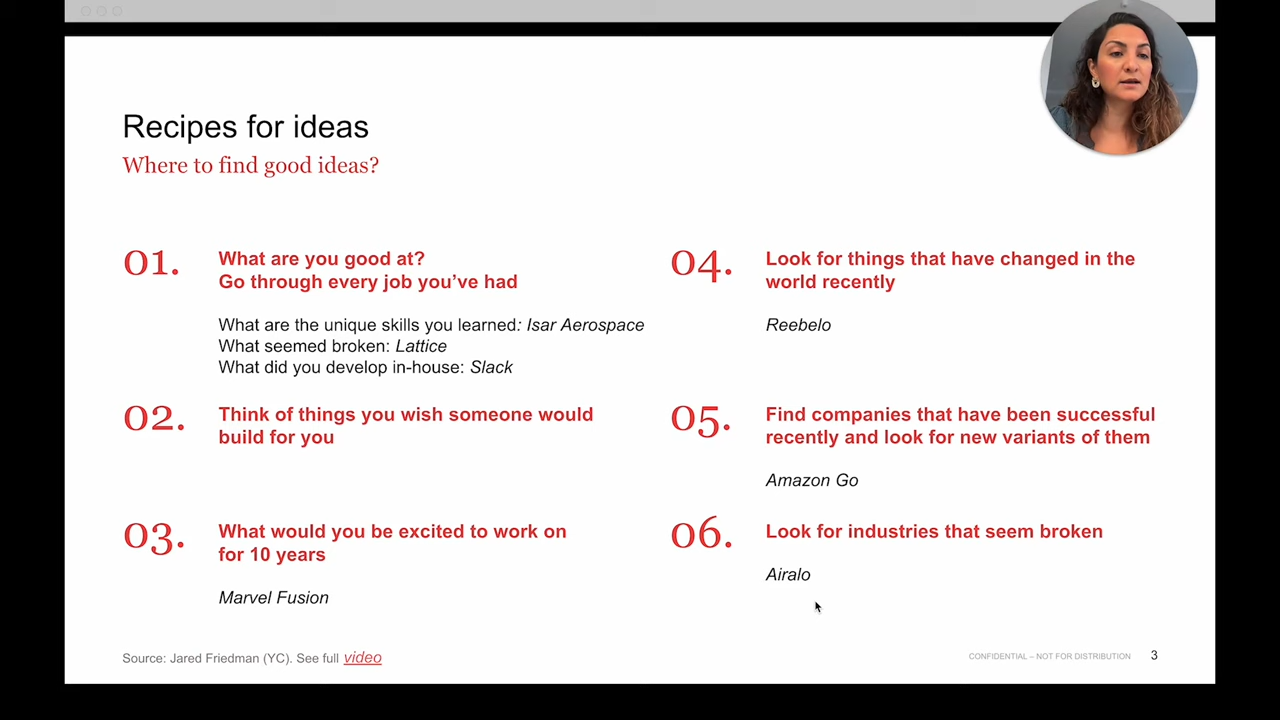 Recipes for ideas
Where to find good ideas?
01.
What are you good at?
Go through every job you’ve had
What are the unique skills you learned: Isar Aerospace
What seemed broken: Lattice
What did you develop in-house: Slack
02.
Think of things you wish someone would
build for you
03.
What would you be excited to work on
for 10 years
Marvel Fusion
04.
Look for things that have changed in the
world recently
Reebelo
05.
Find companies that have been successful
recently and look for new variants of them
Amazon Go
06.
Look for industries that seem broken
Airalo
Source: Jared Friedman (YC). See full video
CONFIDENTIAL – NOT FOR DISTRIBUTION 3